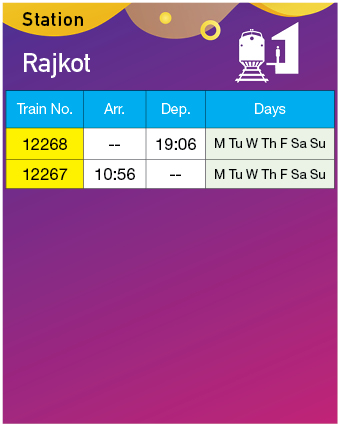 Station
Rajkot
Train No. Arr. Dep. Days
12268 -- 19:06 M Tu W Th F Sa Su
12267 10:56 -- M Tu W Th F Sa Su